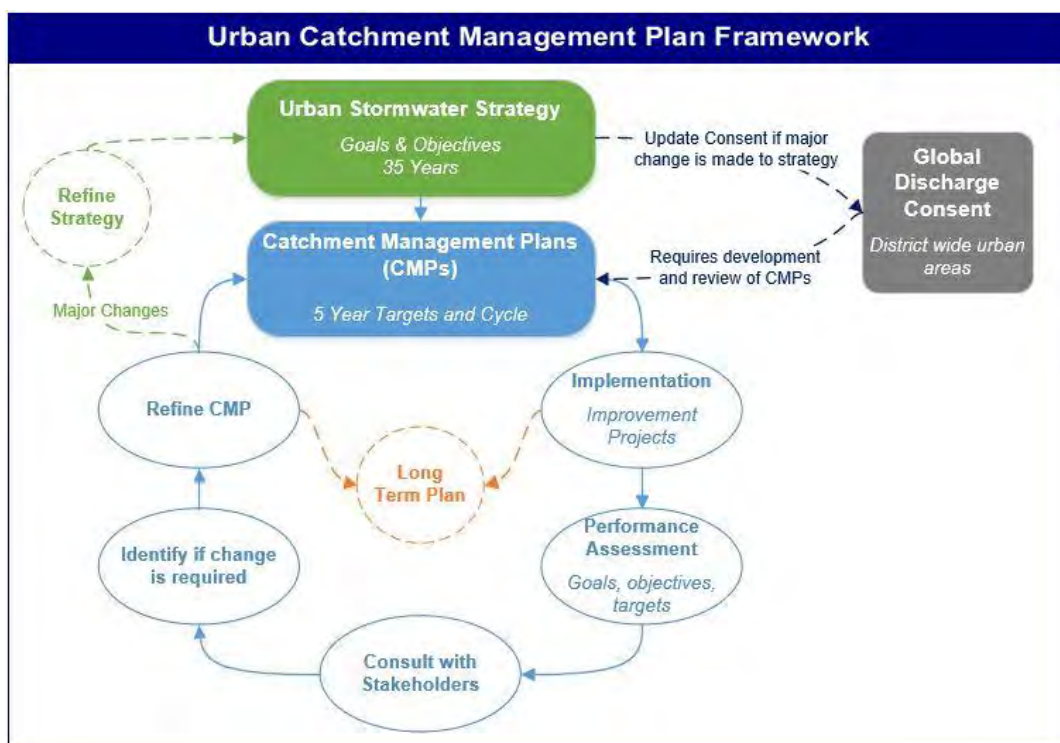 Urban Catchment Management Plan Framework
Urban Stormwater Strategy
Goals & Objectives
35 Years
Update Consent if major
change is made to strategy
Global
Discharge
Consent
District wide urban
areas
Refine
Strategy
Catchment Management Plans
(CMPs)
5 Year Targets and Cycle
Requires development
and review of CMPs
Major Changes
Refine CMP
Implementation
Improvement
Projects
Long
Term Plan
Identify if change
is required
Performance
Assessment
Goals, objectives,
targets
Consult with
Stakeholders